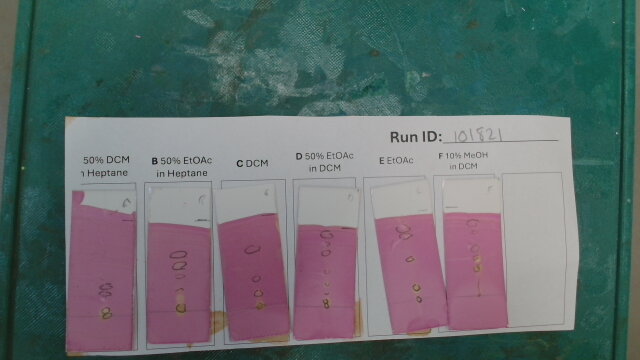 Run ID: 101821
50% DCM
n Heptane
B 50% EtOAc
in Heptane
C DCM
D 50% EtOAc
in DCM
E EtOAc
F 10% MeOH
in DCM